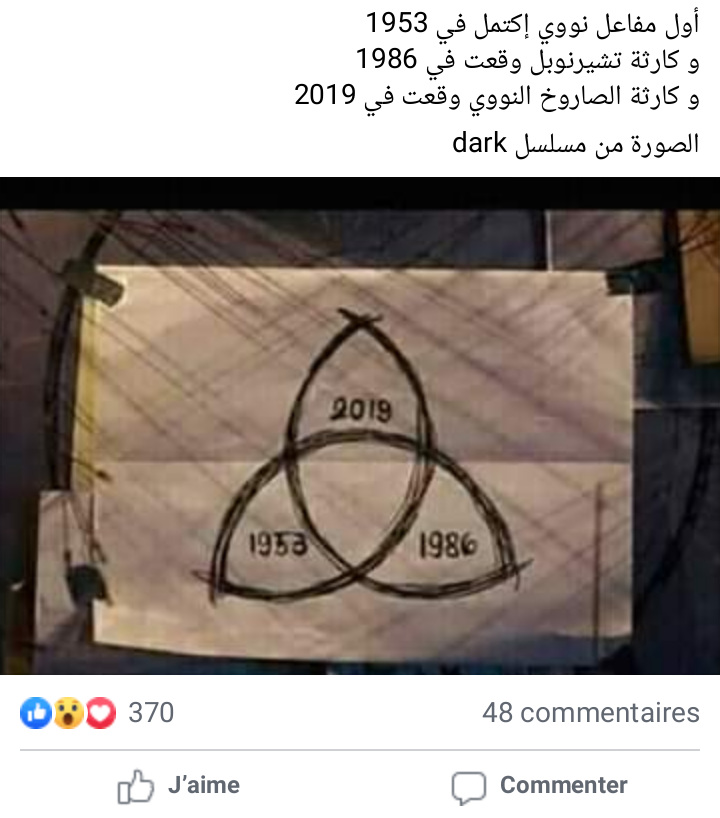 أول مفاعل نووي إكتمل في 1953
و كارثة تشيرنوبل وقعت في 1986
و كارثة الصاروخ النووي وقعت في 2019
الصورة من مسلسل dark
2019
1953
1986
370
48 commentaires
J’aime
Commenter